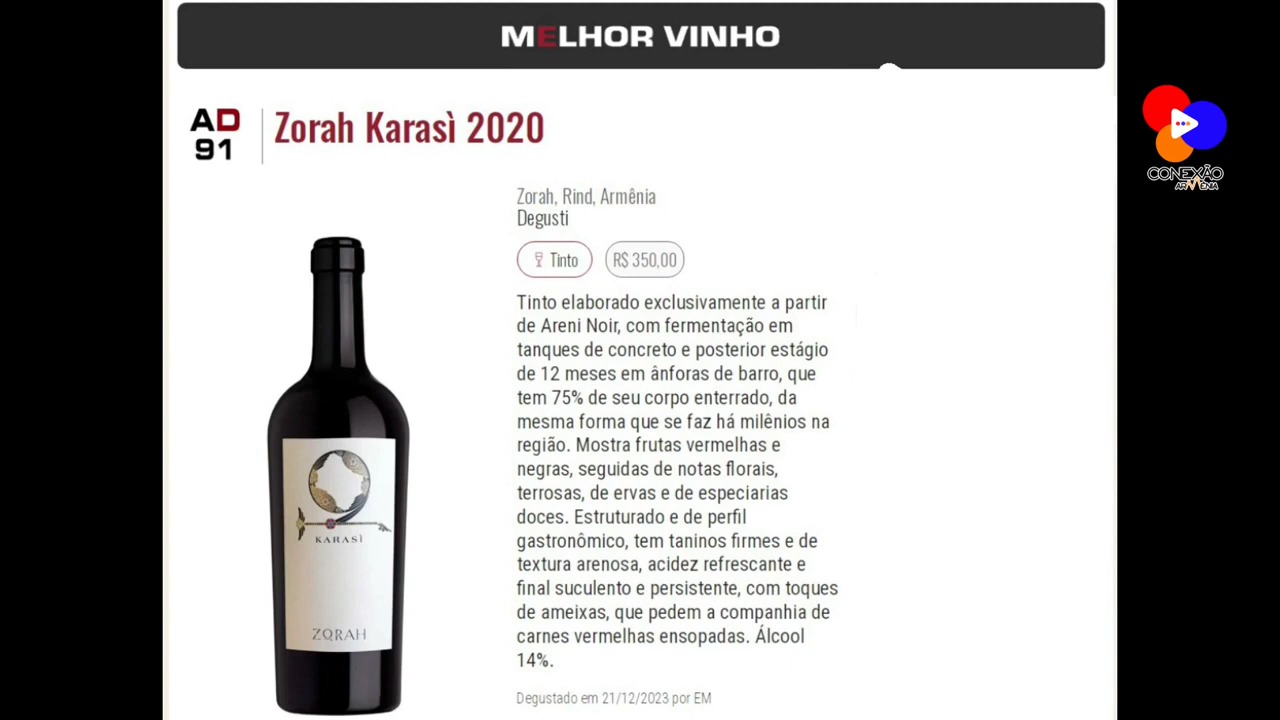 MELHOR VINHO
AD
91
Zorah Karasì 2020
Zorah, Rind, Armênia
Degusti
Tinto
R$ 350,00
Tinto elaborado exclusivamente a partir
de Areni Noir, com fermentação em
tanques de concreto e posterior estágio
de 12 meses em ânforas de barro, que
tem 75% de seu corpo enterrado, da
mesma forma que se faz há milênios na
região. Mostra frutas vermelhas e
negras, seguidas de notas florais,
terrosas, de ervas e de especiarias
doces. Estruturado e de perfil
gastronômico, tem taninos firmes e de
textura arenosa, acidez refrescante e
final suculento e persistente, com toques
de ameixas, que pedem a companhia de
carnes vermelhas ensopadas. Álcool
14%.
Degustado em 21/12/2023 por EM
KARASÌ
ZORAH
CONEXÃO
ARMÊNIA